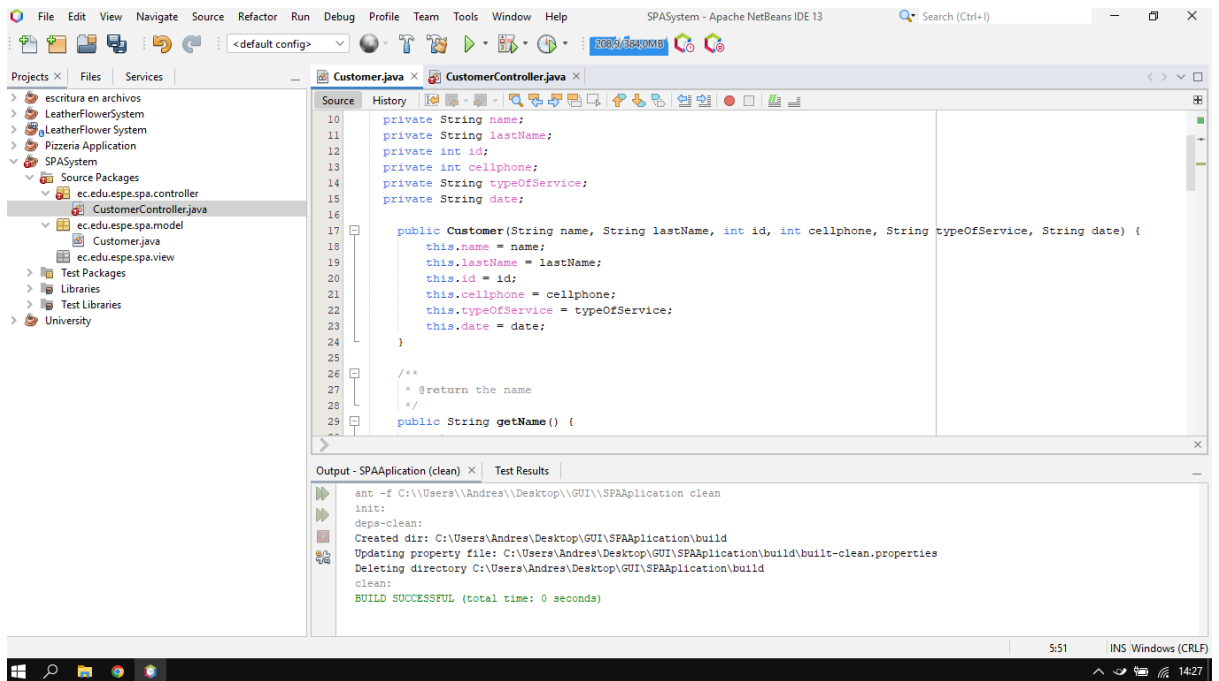 File Edit View Navigate Source Refactor Run Debug Profile Team Tools Window Help SPASystem - Apache NetBeans IDE 13 Search (Ctrl+I)
<default config> 208,9/384,0MB
Projects Files Services
escritura en archivos
LeatherFlowerSystem
LeatherFlower System
Pizzeria Application
SPASystem
Source Packages
ec.edu.espe.spa.controller
CustomerController.java
ec.edu.espe.spa.model
Customer.java
ec.edu.espe.spa.view
Test Packages
Libraries
Test Libraries
University
Customer.java CustomerController.java
Source History
10 private String name;
11 private String lastName;
12 private int id;
13 private int cellphone;
14 private String typeOfService;
15 private String date;
16
17 public Customer(String name, String lastName, int id, int cellphone, String typeOfService, String date) {
18 this.name = name;
19 this.lastName = lastName;
20 this.id = id;
21 this.cellphone = cellphone;
22 this.typeOfService = typeOfService;
23 this.date = date;
24 }
25
26 /**
27 * @return the name
28 */
29 public String getName() {
Output - SPAAplication (clean) Test Results
ant -f C:\\Users\\Andres\\Desktop\\GUI\\SPAAplication clean
init:
deps-clean:
Created dir: C:\Users\Andres\Desktop\GUI\SPAAplication\build
Updating property file: C:\Users\Andres\Desktop\GUI\SPAAplication\build\built-clean.properties
Deleting directory C:\Users\Andres\Desktop\GUI\SPAAplication\build
clean:
BUILD SUCCESSFUL (total time: 0 seconds)
5:51 INS Windows (CRLF)
14:27